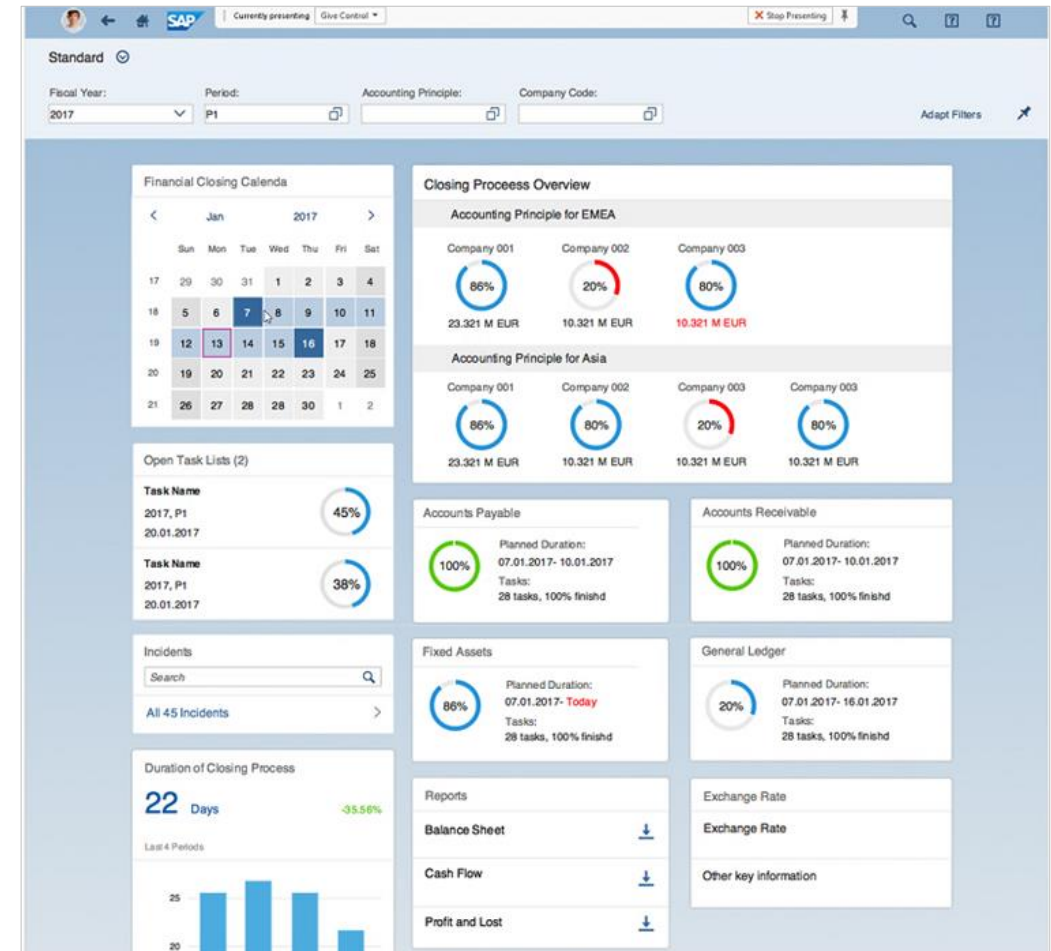 SAP Currently presenting Give Control Stop Presenting
Standard
Fiscal Year: Period: Accounting Principle: Company Code:
2017 P1
Adapt Filters
Financial Closing Calenda
Jan 2017
Sun Mon Tue Wed Thu Fri Sat
17 29 30 31 1 2 3 4
18 5 6 7 8 9 10 11
19 12 13 14 15 16 17 18
20 19 20 21 22 23 24 25
21 26 27 28 28 30 1 2
Open Task Lists (2)
Task Name
2017, P1
45%
20.01.2017
Task Name
2017, P1
38%
20.01.2017
Incidents
Search
All 45 Incidents
Duration of Closing Process
22 Days -35.56%
Last 4 Periods
25
20
Closing Proceess Overview
Accounting Principle for EMEA
Company 001 Company 002 Company 003
86% 20% 80%
23.321 M EUR 10.321 M EUR 10.321 M EUR
Accounting Principle for Asia
Company 001 Company 002 Company 003 Company 003
86% 80% 20% 80%
23.321 M EUR 10.321 M EUR 10.321 M EUR 10.321 M EUR
Accounts Payable
100%
Planned Duration:
07.01.2017- 10.01.2017
Tasks:
28 tasks, 100% finishd
Accounts Receivable
100%
Planned Duration:
07.01.2017- 10.01.2017
Tasks:
28 tasks, 100% finishd
Fixed Assets
86%
Planned Duration:
07.01.2017- Today
Tasks:
28 tasks, 100% finishd
General Ledger
20%
Planned Duration:
07.01.2017- 16.01.2017
Tasks:
28 tasks, 100% finishd
Reports
Balance Sheet
Cash Flow
Profit and Lost
Exchange Rate
Exchange Rate
Other key information